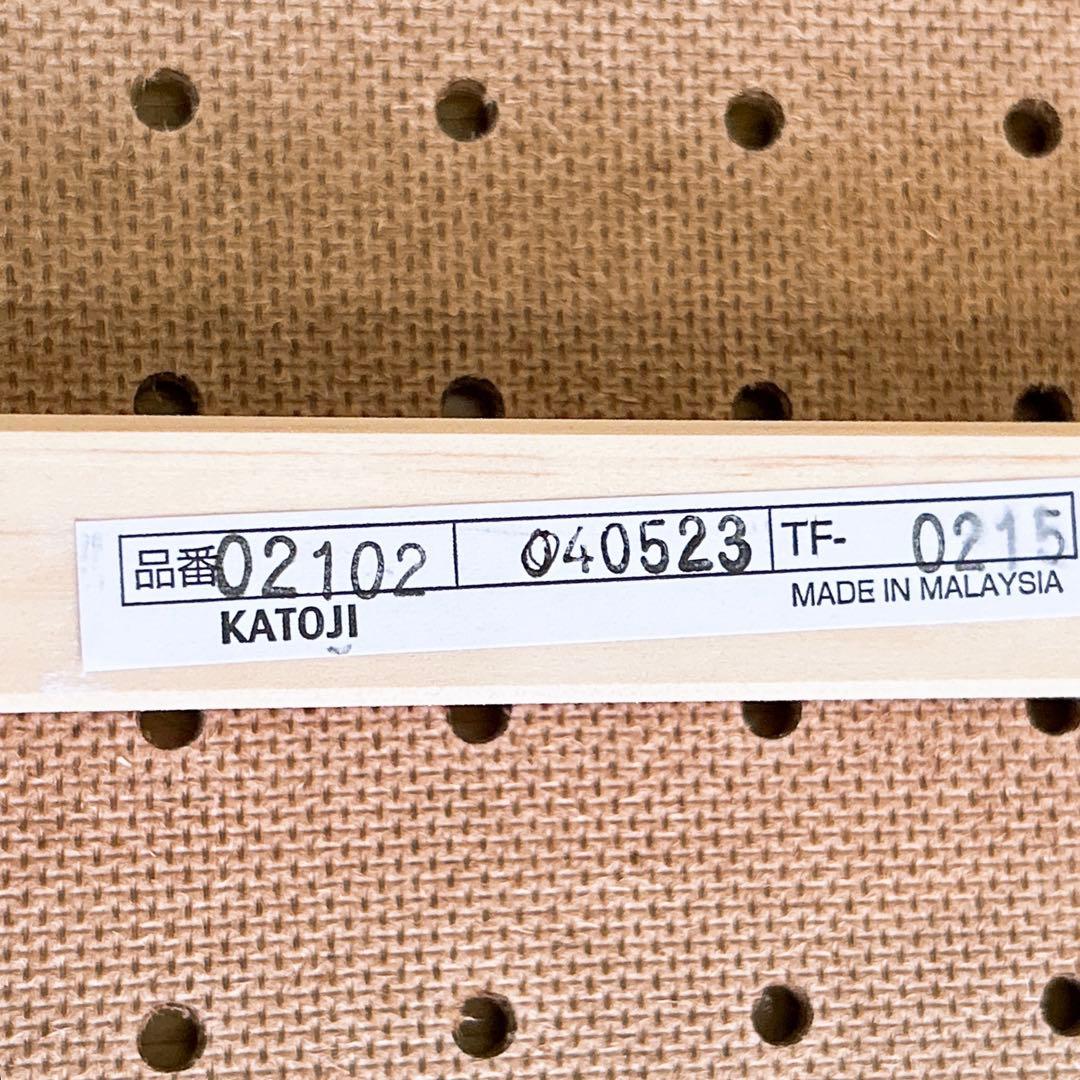 品番02102 040523 TF- 0215
KATOJI MADE IN MALAYSIA